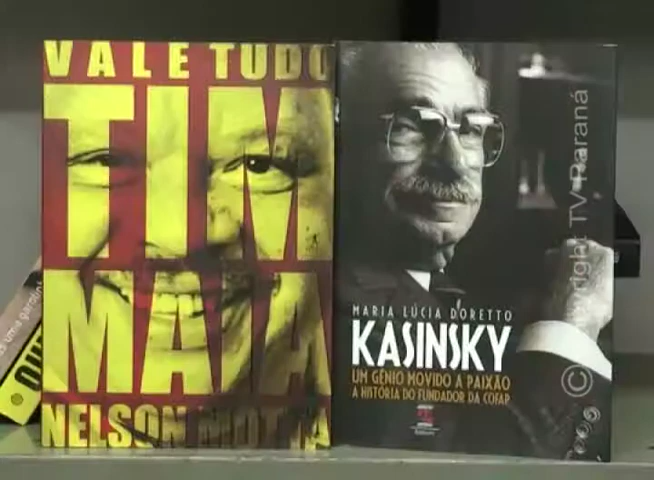 VALE TUDO
TIM
MAIA
NELSON MOTTA
MARIA LÚCIA DORETTO
KASINSKY
UM GÊNIO MOVIDO A PAIXÃO
A HISTÓRIA DO FUNDADOR DA COFAP
© Copyright TV Paraná